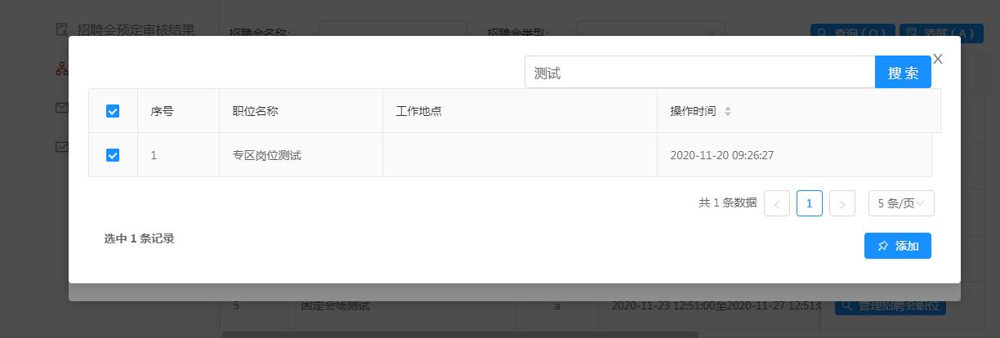 招聘会预定审核结果
招聘会名称:
招聘会类型:
查询(Q)
清屏(A)
测试
搜 索
X
序号
职位名称
工作地点
操作时间
1
专区岗位测试
2020-11-20 09:26:27
共 1 条数据
<
1
>
5 条/页
选中 1 条记录
添加
5
固定会场测试
a
2020-11-23 12:51:00至2020-11-27 12:51:0
管理招聘会职位